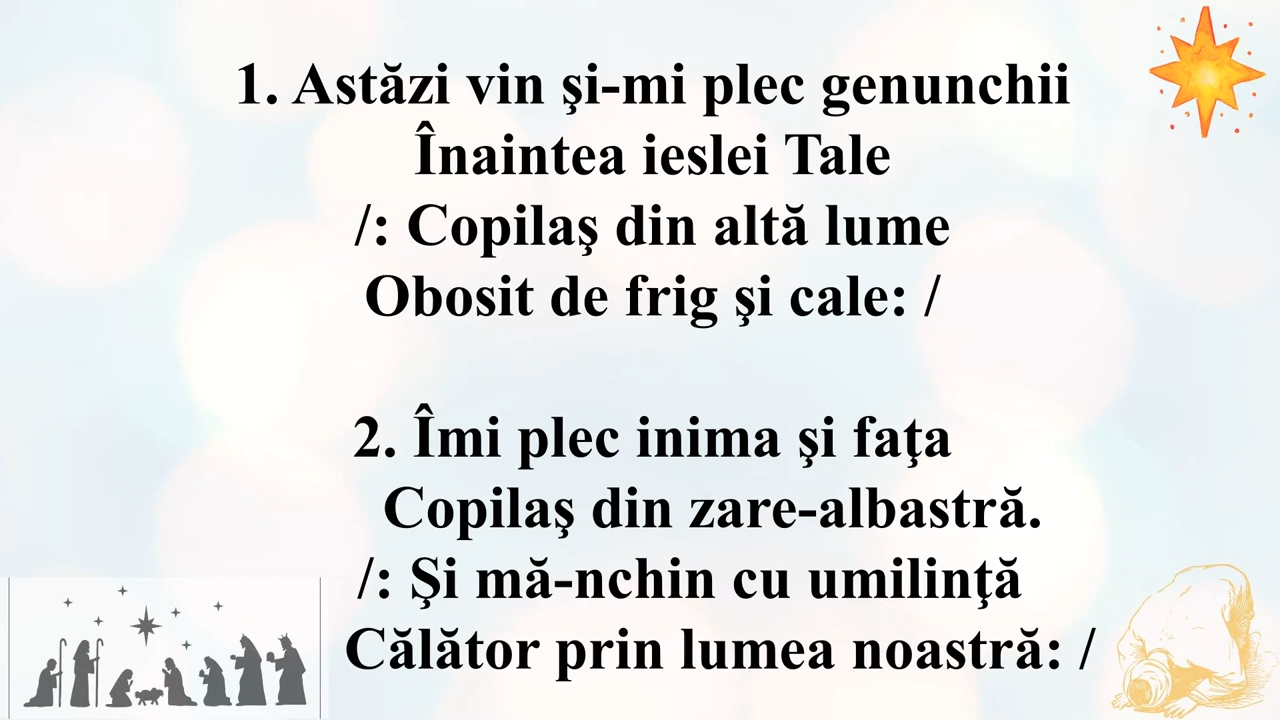 1. Astăzi vin şi-mi plec genunchii
Înaintea ieslei Tale
/: Copilaş din altă lume
Obosit de frig şi cale: /
2. Îmi plec inima şi faţa
Copilaş din zare-albastră.
/: Şi mă-nchin cu umilinţă
Călător prin lumea noastră: /